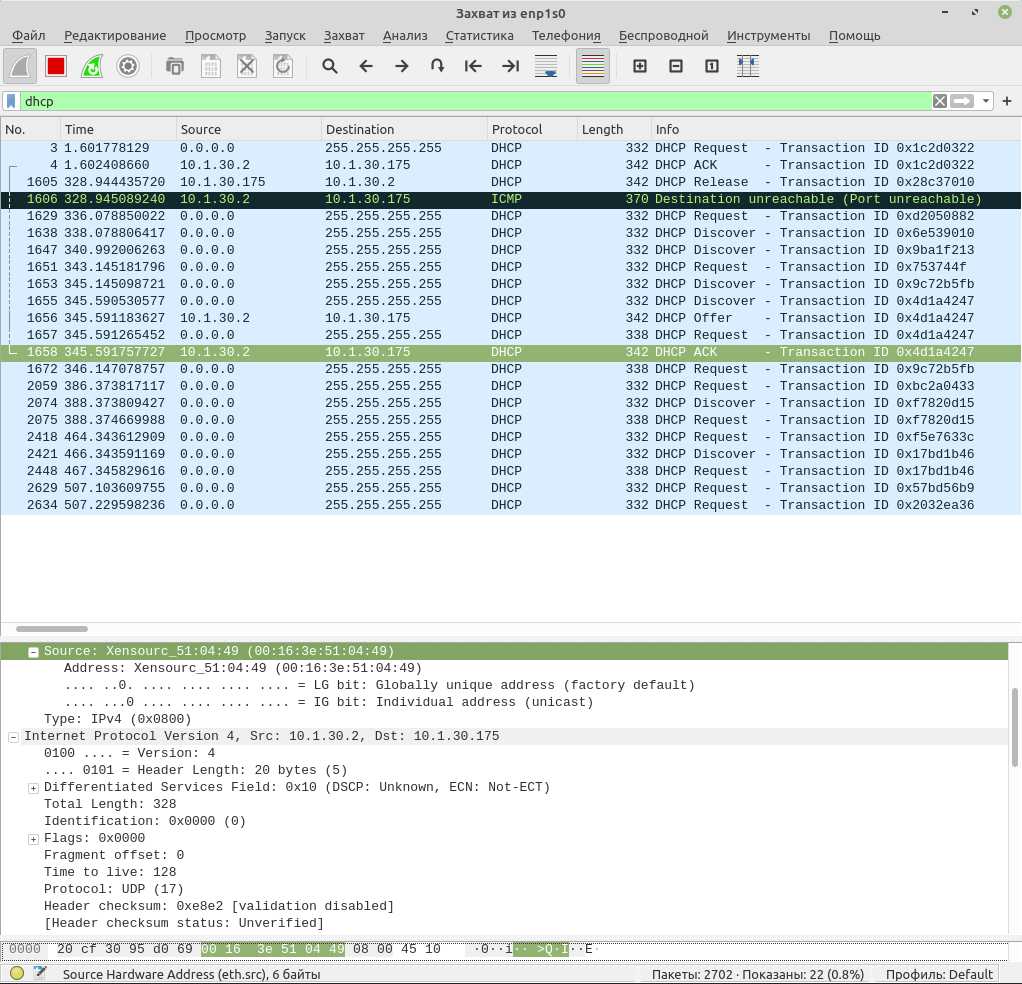 Захват из enp1s0
Файл Редактирование Просмотр Запуск Захват Анализ Статистика Телефония Беспроводной Инструменты Помощь
dhcp
No. Time Source Destination Protocol Length Info
3 1.601778129 0.0.0.0 255.255.255.255 DHCP 332 DHCP Request - Transaction ID 0x1c2d0322
4 1.602408660 10.1.30.2 10.1.30.175 DHCP 342 DHCP ACK - Transaction ID 0x1c2d0322
1605 328.944435720 10.1.30.175 10.1.30.2 DHCP 342 DHCP Release - Transaction ID 0x28c37010
1606 328.945089240 10.1.30.2 10.1.30.175 ICMP 370 Destination unreachable (Port unreachable)
1629 336.078850022 0.0.0.0 255.255.255.255 DHCP 332 DHCP Request - Transaction ID 0xd2050882
1638 338.078806417 0.0.0.0 255.255.255.255 DHCP 332 DHCP Discover - Transaction ID 0x6e539010
1647 340.992006263 0.0.0.0 255.255.255.255 DHCP 332 DHCP Discover - Transaction ID 0x9ba1f213
1651 343.145181796 0.0.0.0 255.255.255.255 DHCP 332 DHCP Request - Transaction ID 0x753744f
1653 345.145098721 0.0.0.0 255.255.255.255 DHCP 332 DHCP Discover - Transaction ID 0x9c72b5fb
1655 345.590530577 0.0.0.0 255.255.255.255 DHCP 332 DHCP Discover - Transaction ID 0x4d1a4247
1656 345.591183627 10.1.30.2 10.1.30.175 DHCP 342 DHCP Offer - Transaction ID 0x4d1a4247
1657 345.591265452 0.0.0.0 255.255.255.255 DHCP 338 DHCP Request - Transaction ID 0x4d1a4247
1658 345.591757727 10.1.30.2 10.1.30.175 DHCP 342 DHCP ACK - Transaction ID 0x4d1a4247
1672 346.147078757 0.0.0.0 255.255.255.255 DHCP 338 DHCP Request - Transaction ID 0x9c72b5fb
2059 386.373817117 0.0.0.0 255.255.255.255 DHCP 332 DHCP Request - Transaction ID 0xbc2a0433
2074 388.373809427 0.0.0.0 255.255.255.255 DHCP 332 DHCP Discover - Transaction ID 0xf7820d15
2075 388.374669988 0.0.0.0 255.255.255.255 DHCP 338 DHCP Request - Transaction ID 0xf7820d15
2418 464.343612909 0.0.0.0 255.255.255.255 DHCP 332 DHCP Request - Transaction ID 0xf5e7633c
2421 466.343591169 0.0.0.0 255.255.255.255 DHCP 332 DHCP Discover - Transaction ID 0x17bd1b46
2448 467.345829616 0.0.0.0 255.255.255.255 DHCP 338 DHCP Request - Transaction ID 0x17bd1b46
2629 507.103609755 0.0.0.0 255.255.255.255 DHCP 332 DHCP Request - Transaction ID 0x57bd56b9
2634 507.229598236 0.0.0.0 255.255.255.255 DHCP 332 DHCP Request - Transaction ID 0x2032ea36
Source: Xensourc_51:04:49 (00:16:3e:51:04:49)
Address: Xensourc_51:04:49 (00:16:3e:51:04:49)
.... ..0. .... .... .... .... = LG bit: Globally unique address (factory default)
.... ...0 .... .... .... .... = IG bit: Individual address (unicast)
Type: IPv4 (0x0800)
Internet Protocol Version 4, Src: 10.1.30.2, Dst: 10.1.30.175
0100 .... = Version: 4
.... 0101 = Header Length: 20 bytes (5)
Differentiated Services Field: 0x10 (DSCP: Unknown, ECN: Not-ECT)
Total Length: 328
Identification: 0x0000 (0)
Flags: 0x0000
Fragment offset: 0
Time to live: 128
Protocol: UDP (17)
Header checksum: 0xe8e2 [validation disabled]
[Header checksum status: Unverified]
0000 20 cf 30 95 d0 69 00 16 3e 51 04 49 08 00 45 10 ·0··i·· >Q·I··E·
Source Hardware Address (eth.src), 6 байты Пакеты: 2702 · Показаны: 22 (0.8%) Профиль: Default